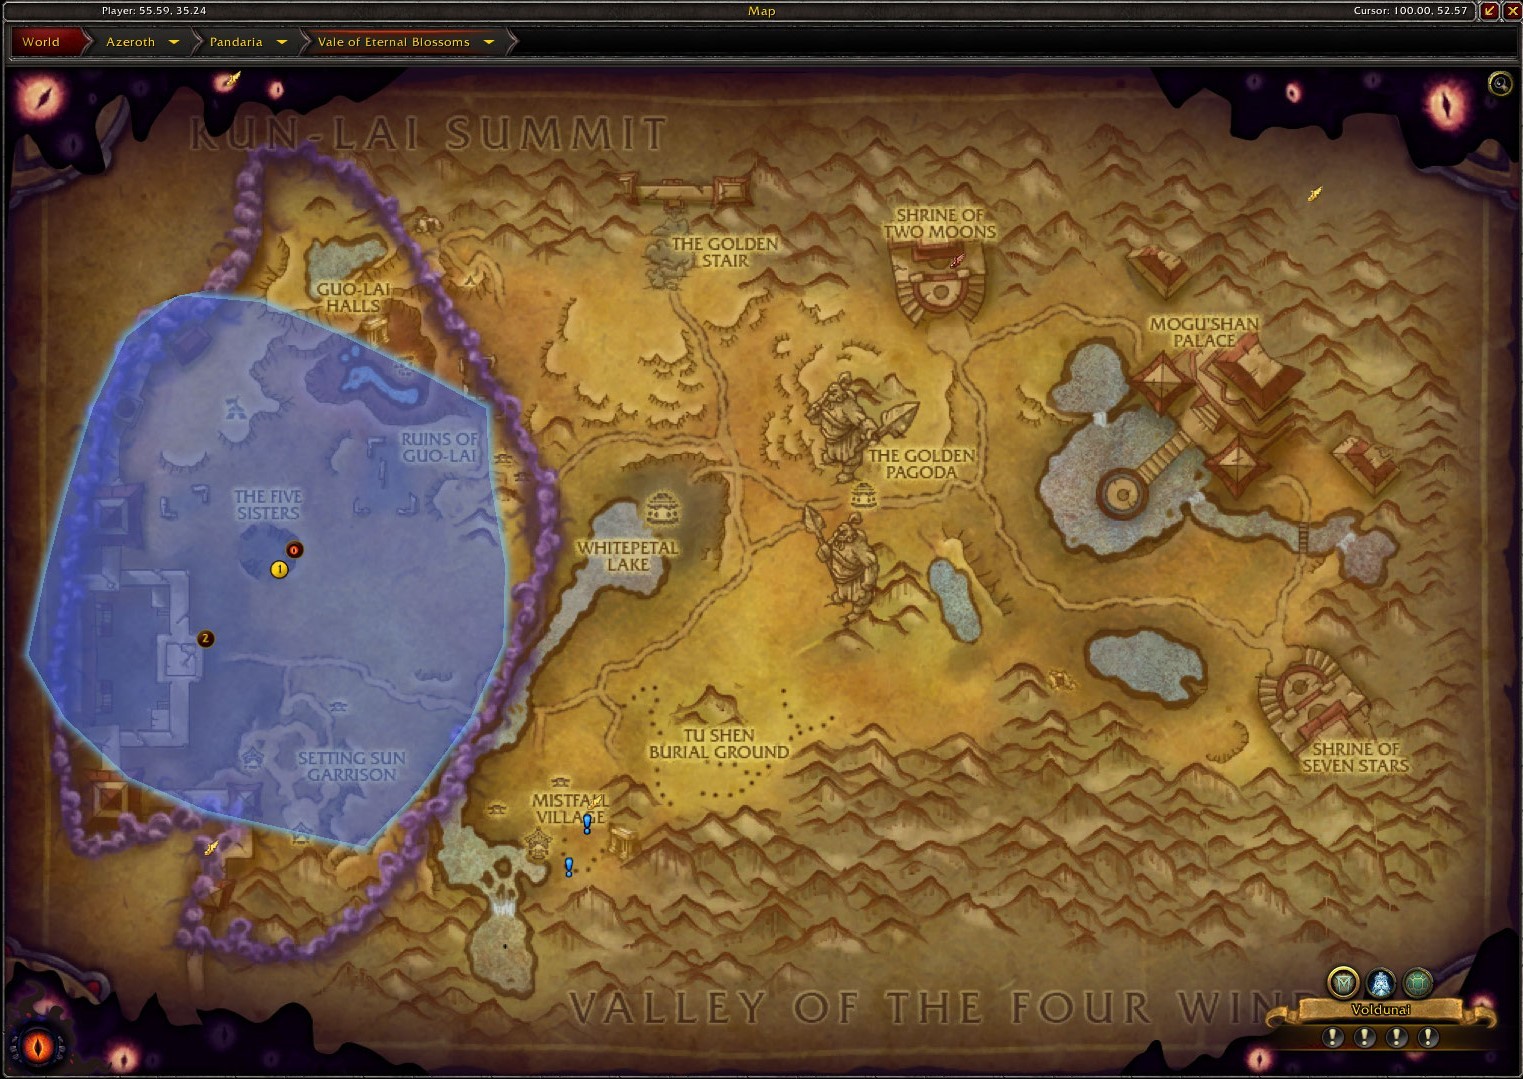 Player: 55.59, 35.24
Map
Cursor: 100.00, 52.57
World
Azeroth
Pandaria
Vale of Eternal Blossoms
KUN-LAI SUMMIT
SHRINE OF
TWO MOONS
THE GOLDEN
STAIR
GUO-LAI
HALLS
MOGU'SHAN
PALACE
RUINS OF
GUO-LAI
THE GOLDEN
PAGODA
THE FIVE
SISTERS
0
1
2
WHITEPETAL
LAKE
TU SHEN
BURIAL GROUND
SETTING SUN
GARRISON
SHRINE OF
SEVEN STARS
MISTFALL
VILLAGE
!
!
VALLEY OF THE FOUR WIN
Voldunai
! ! ! !